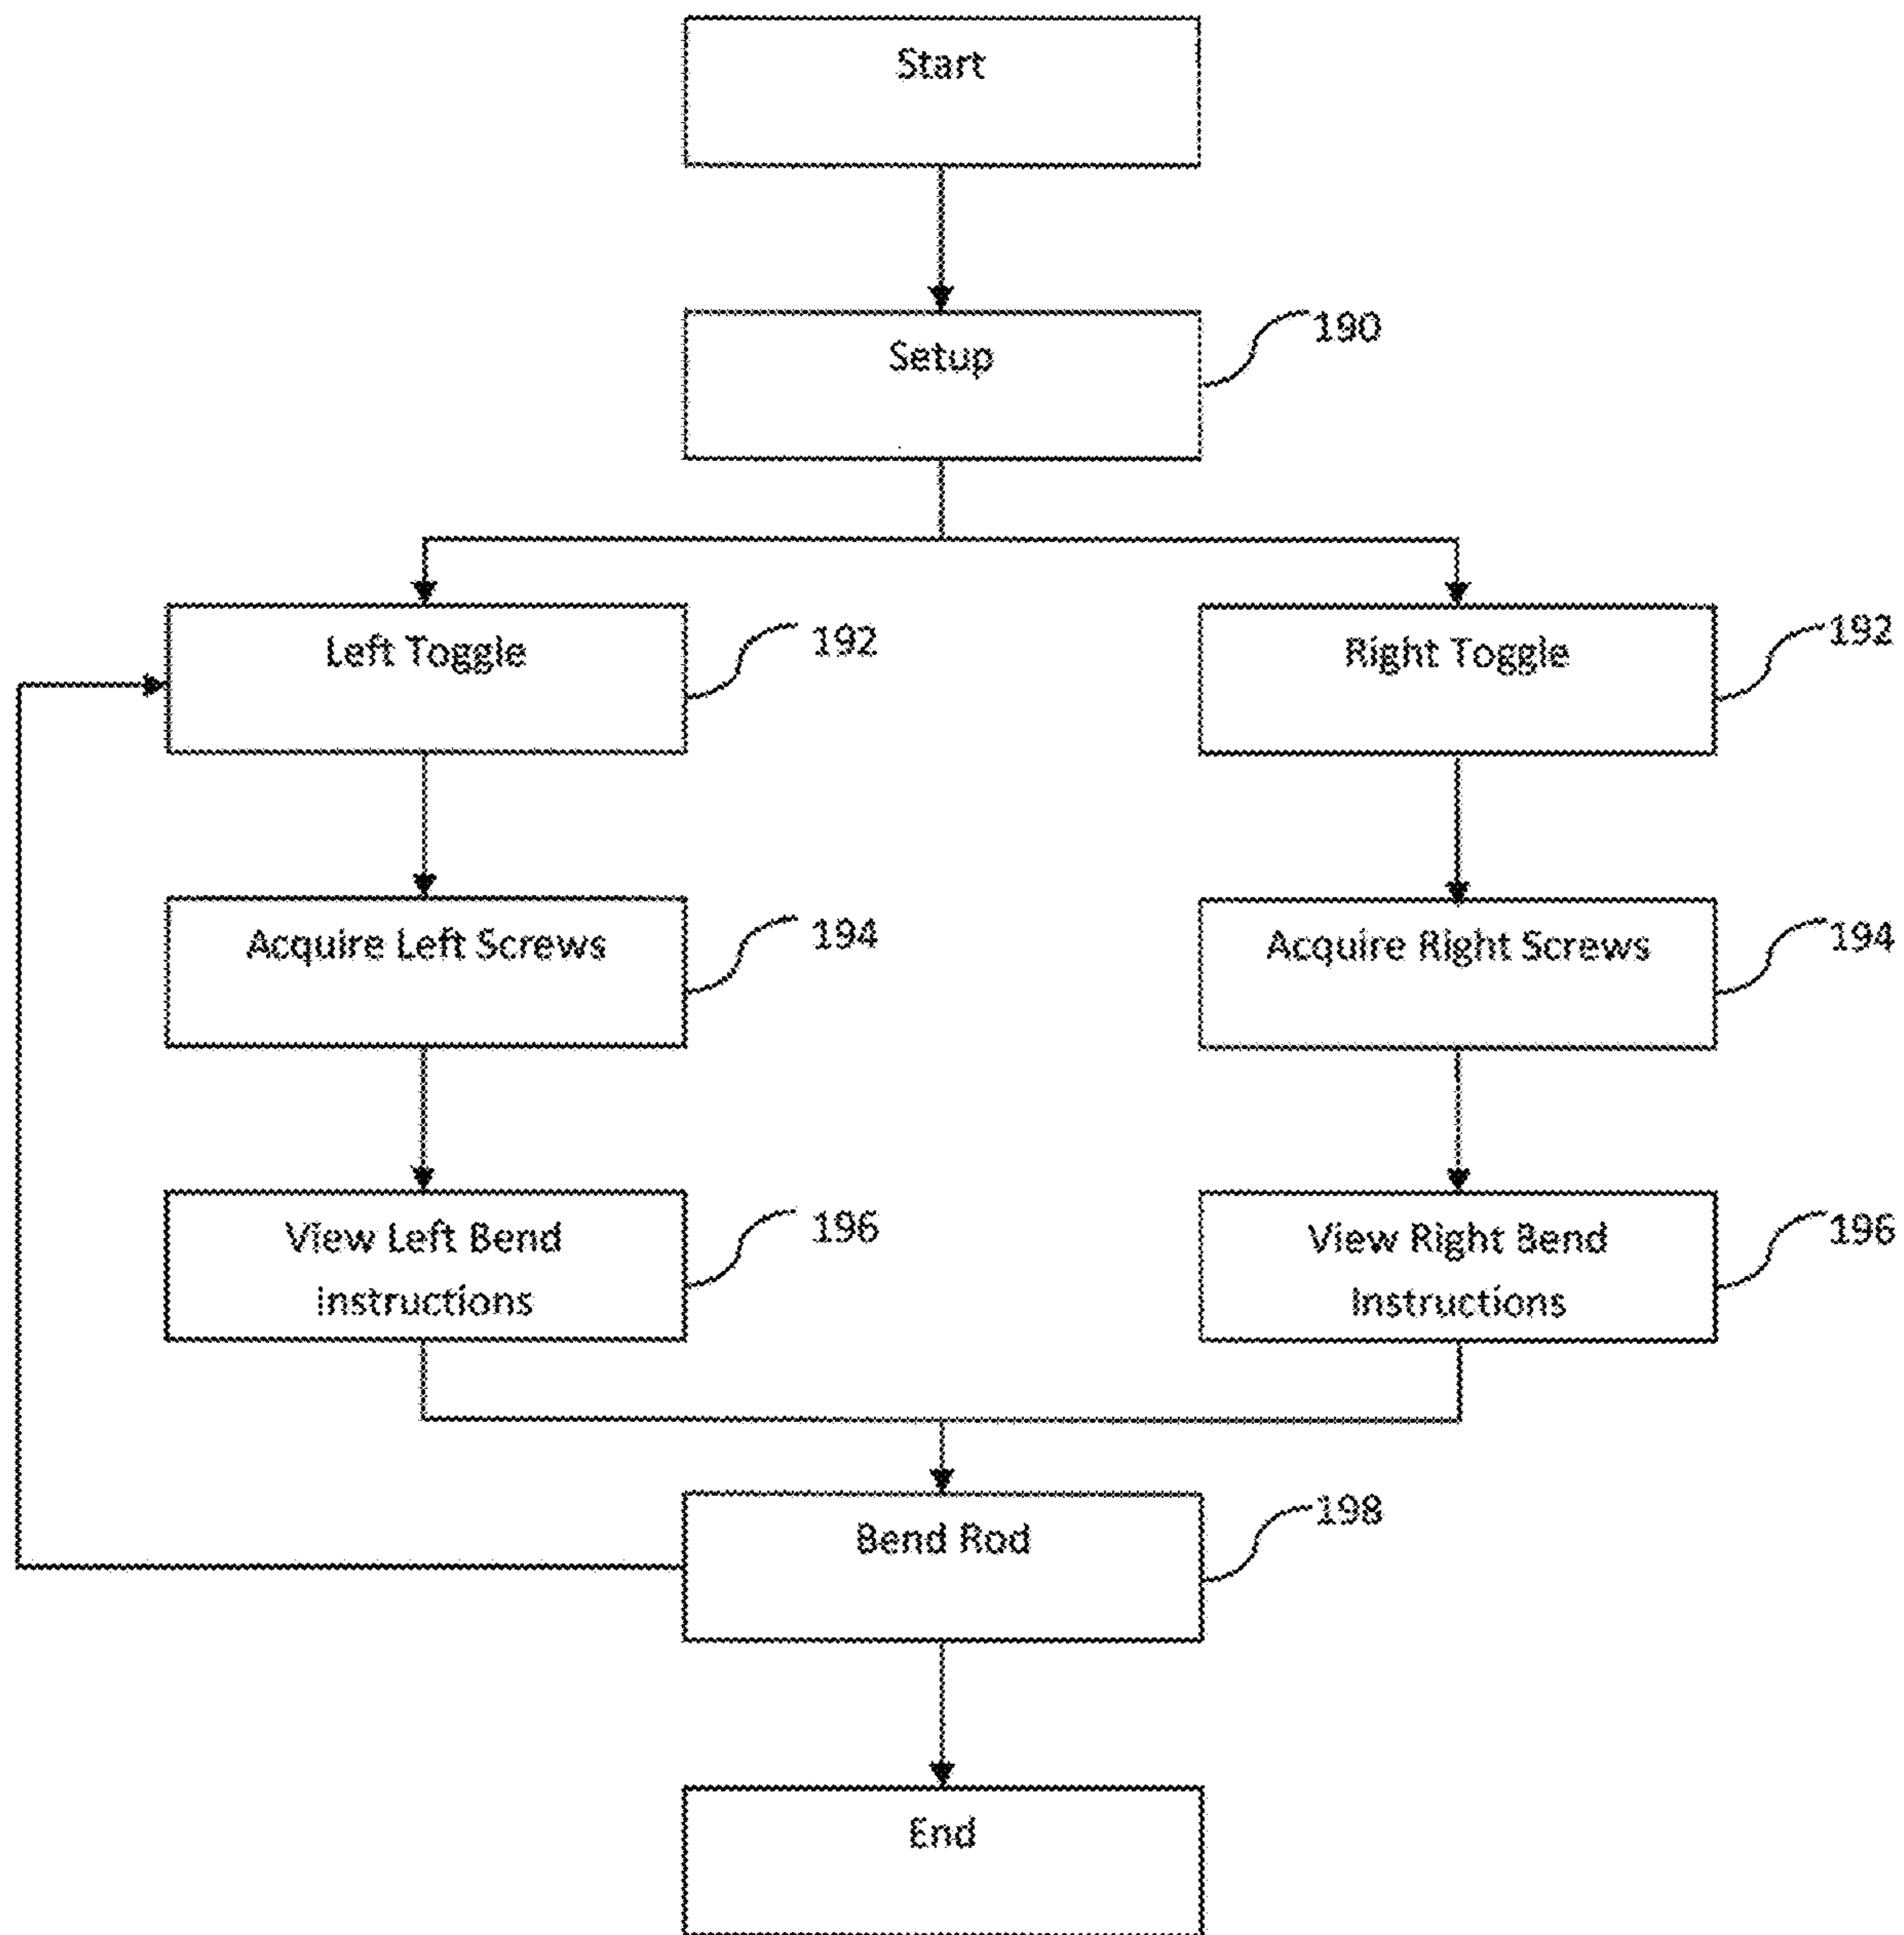 Start
Setup
190
Left Toggle
192
Right Toggle
192
Acquire Left Screws
194
Acquire Right Screws
194
View Left Bend
Instructions
196
View Right Bend
Instructions
196
Bend Rod
198
End